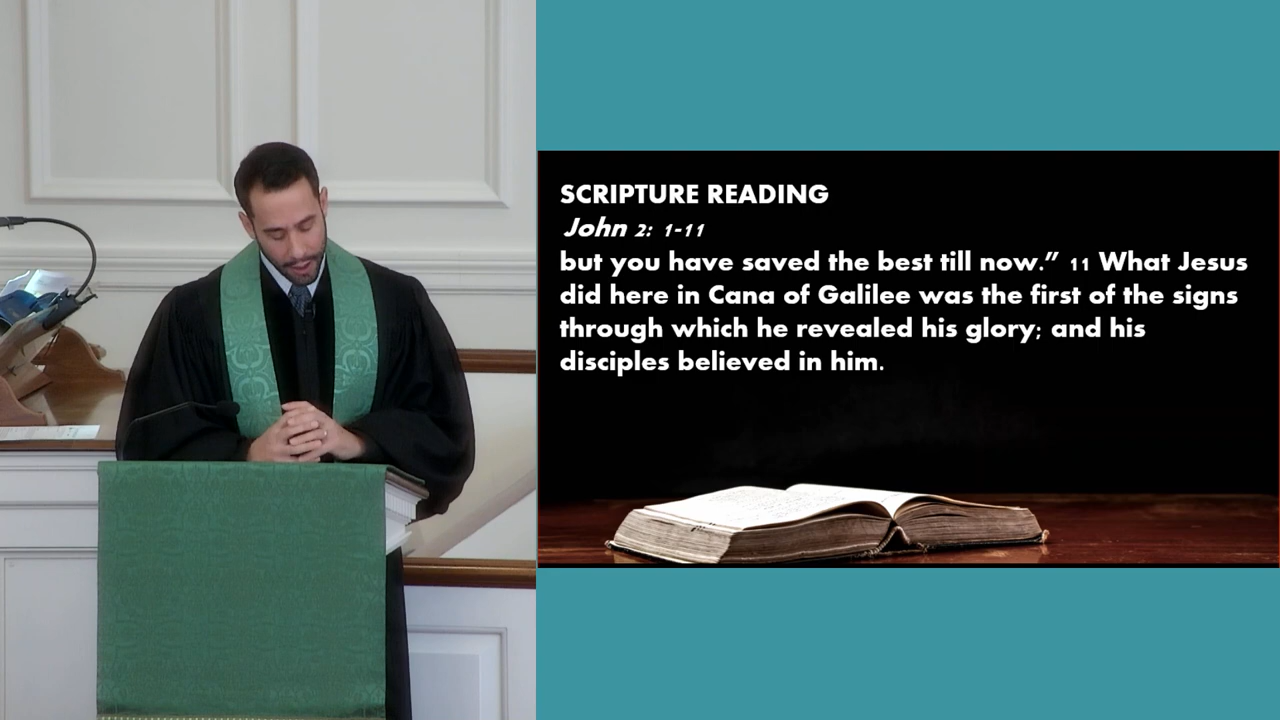 SCRIPTURE READING
John 2: 1-11
but you have saved the best till now.” 11 What Jesus
did here in Cana of Galilee was the first of the signs
through which he revealed his glory; and his
disciples believed in him.